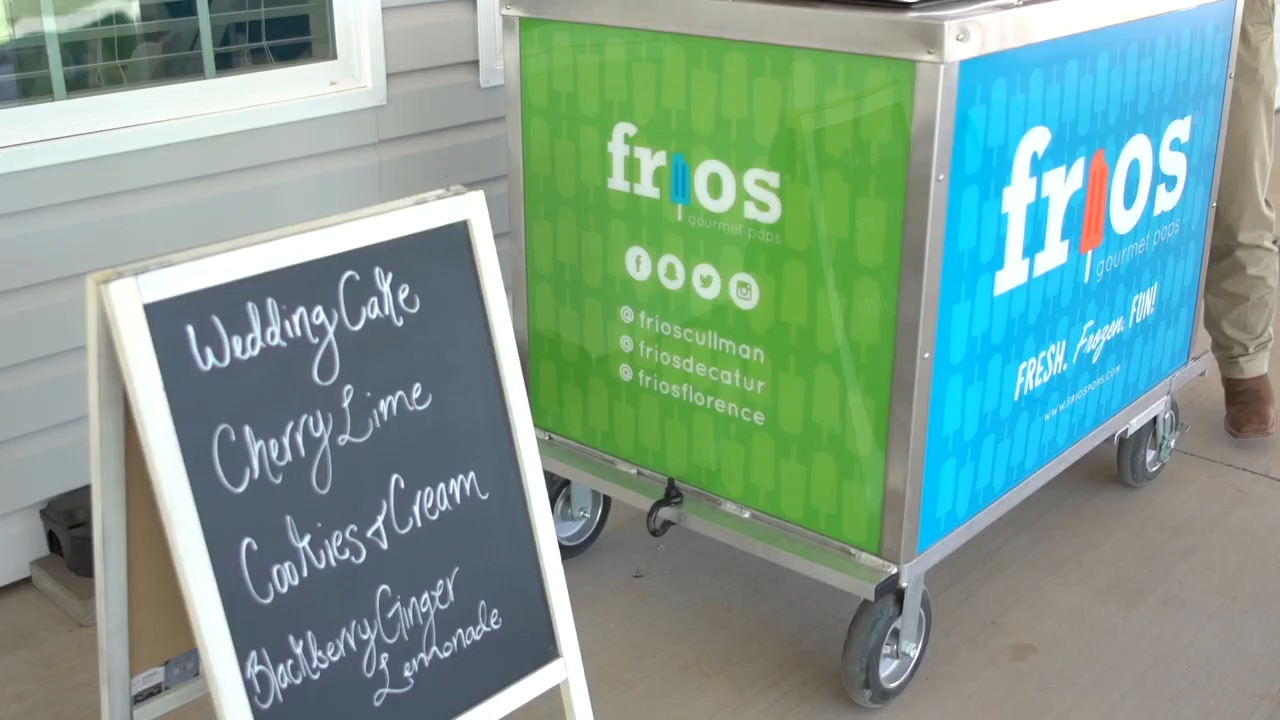 Wedding Cake
Cherry Lime
Cookies & Cream
Blackberry Ginger
Lemonade
frios
gourmet pops
@frioscullman
@friosdecatur
@friosflorence
frios
gourmet pops
FRESH. Frozen. FUN!
WWW.FRIOSPOPS.COM